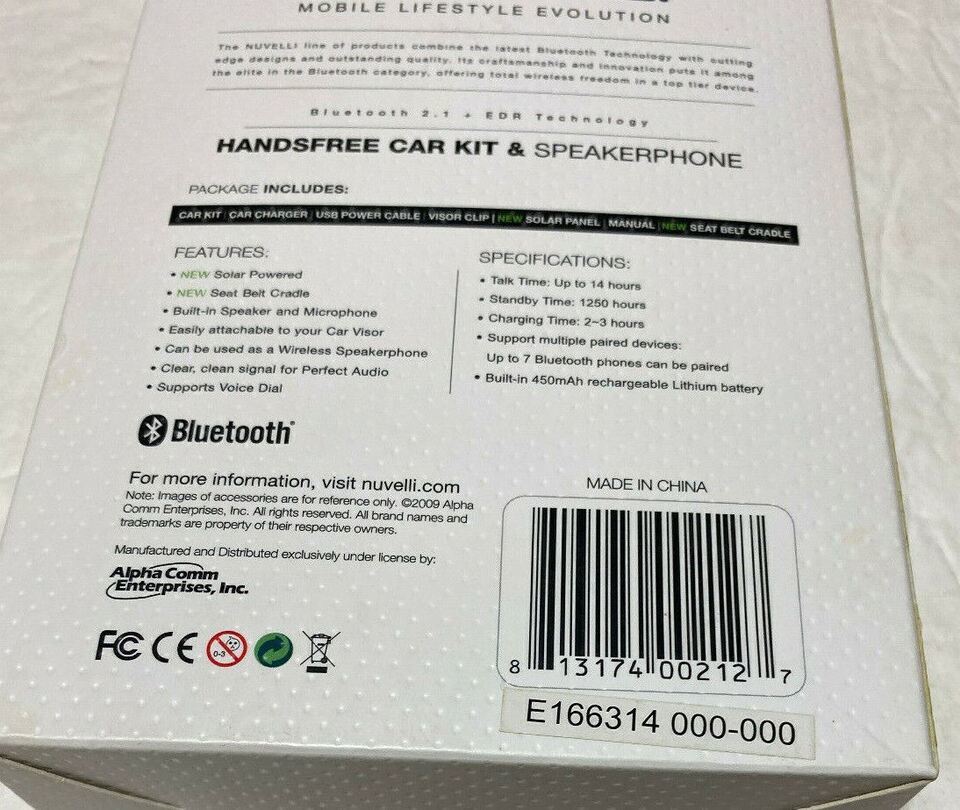 MOBILE LIFESTYLE EVOLUTION
The NUVELLI line of products combine the latest Bluetooth Technology with cutting
edge designs and outstanding quality. Its craftsmanship and innovation puts it among
the elite in the Bluetooth category, offering total wireless freedom in a top tier device.
Bluetooth 2.1 + EDR Technology
HANDSFREE CAR KIT & SPEAKERPHONE
PACKAGE INCLUDES:
CAR KIT | CAR CHARGER | USB POWER CABLE | VISOR CLIP | NEW SOLAR PANEL | MANUAL | NEW SEAT BELT CRADLE
FEATURES:
• NEW Solar Powered
• NEW Seat Belt Cradle
• Built-in Speaker and Microphone
• Easily attachable to your Car Visor
• Can be used as a Wireless Speakerphone
• Clear, clean signal for Perfect Audio
• Supports Voice Dial
SPECIFICATIONS:
• Talk Time: Up to 14 hours
• Standby Time: 1250 hours
• Charging Time: 2~3 hours
• Support multiple paired devices:
Up to 7 Bluetooth phones can be paired
• Built-in 450mAh rechargeable Lithium battery
Bluetooth®
For more information, visit nuvelli.com
Note: Images of accessories are for reference only. ©2009 Alpha
Comm Enterprises, Inc. All rights reserved. All brand names and
trademarks are property of their respective owners.
Manufactured and Distributed exclusively under license by:
Alpha Comm
Enterprises, Inc.
FC CE 0-3
MADE IN CHINA
8 13174 00212 7
E166314 000-000